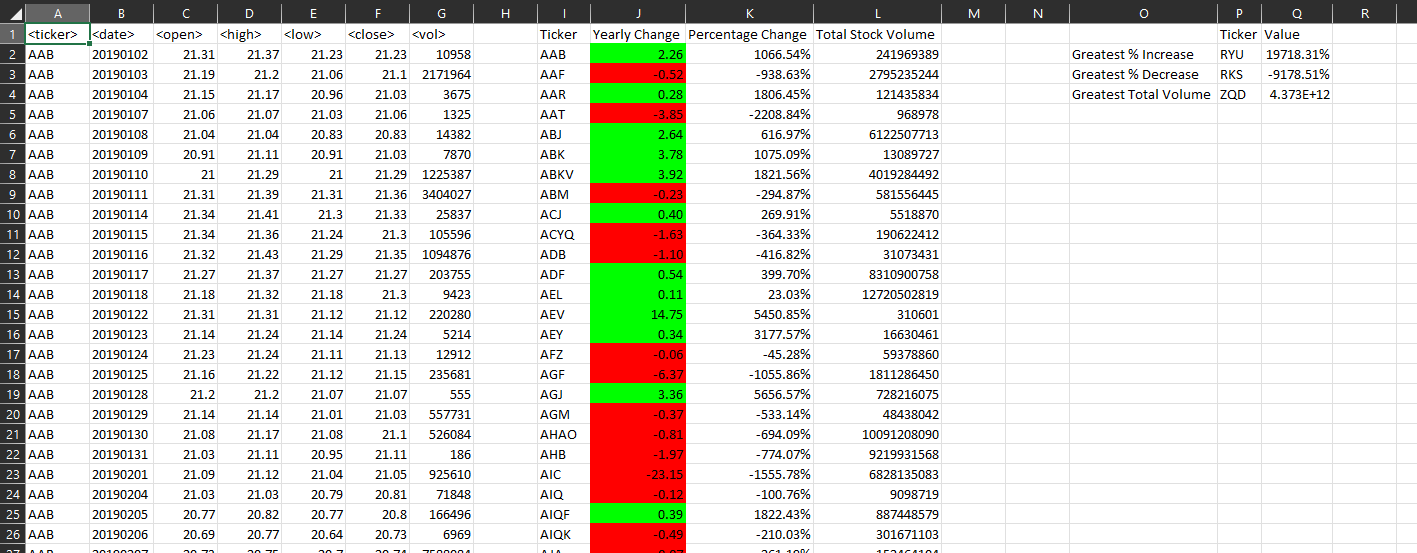 A B C D E F G H I J K L M N O P Q R
1 <ticker> <date> <open> <high> <low> <close> <vol> Ticker Yearly Change Percentage Change Total Stock Volume Ticker Value
2 AAB 20190102 21.31 21.37 21.23 21.23 10958 AAB 2.26 1066.54% 241969389 Greatest % Increase RYU 19718.31%
3 AAB 20190103 21.19 21.2 21.06 21.1 2171964 AAF -0.52 -938.63% 2795235244 Greatest % Decrease RKS -9178.51%
4 AAB 20190104 21.15 21.17 20.96 21.03 3675 AAR 0.28 1806.45% 121435834 Greatest Total Volume ZQD 4.373E+12
5 AAB 20190107 21.06 21.07 21.03 21.06 1325 AAT -3.85 -2208.84% 968978
6 AAB 20190108 21.04 21.04 20.83 20.83 14382 ABJ 2.64 616.97% 6122507713
7 AAB 20190109 20.91 21.11 20.91 21.03 7870 ABK 3.78 1075.09% 13089727
8 AAB 20190110 21 21.29 21 21.29 1225387 ABKV 3.92 1821.56% 4019284492
9 AAB 20190111 21.31 21.39 21.31 21.36 3404027 ABM -0.23 -294.87% 581556445
10 AAB 20190114 21.34 21.41 21.3 21.33 25837 ACJ 0.40 269.91% 5518870
11 AAB 20190115 21.34 21.36 21.24 21.3 105596 ACYQ -1.63 -364.33% 190622412
12 AAB 20190116 21.32 21.43 21.29 21.35 1094876 ADB -1.10 -416.82% 31073431
13 AAB 20190117 21.27 21.37 21.27 21.27 203755 ADF 0.54 399.70% 8310900758
14 AAB 20190118 21.18 21.32 21.18 21.3 9423 AEL 0.11 23.03% 12720502819
15 AAB 20190122 21.31 21.31 21.12 21.12 220280 AEV 14.75 5450.85% 310601
16 AAB 20190123 21.14 21.24 21.14 21.24 5214 AEY 0.34 3177.57% 16630461
17 AAB 20190124 21.23 21.24 21.11 21.13 12912 AFZ -0.06 -45.28% 59378860
18 AAB 20190125 21.16 21.22 21.12 21.15 235681 AGF -6.37 -1055.86% 1811286450
19 AAB 20190128 21.2 21.2 21.07 21.07 555 AGJ 3.36 5656.57% 728216075
20 AAB 20190129 21.14 21.14 21.01 21.03 557731 AGM -0.37 -533.14% 48438042
21 AAB 20190130 21.08 21.17 21.08 21.1 526084 AHAO -0.81 -694.09% 10091208090
22 AAB 20190131 21.03 21.11 20.95 21.11 186 AHB -1.97 -774.07% 9219931568
23 AAB 20190201 21.09 21.12 21.04 21.05 925610 AIC -23.15 -1555.78% 6828135083
24 AAB 20190204 21.03 21.03 20.79 20.81 71848 AIQ -0.12 -100.76% 9098719
25 AAB 20190205 20.77 20.82 20.77 20.8 166496 AIQF 0.39 1822.43% 887448579
26 AAB 20190206 20.69 20.77 20.64 20.73 6969 AIQK -0.49 -210.03% 301671103